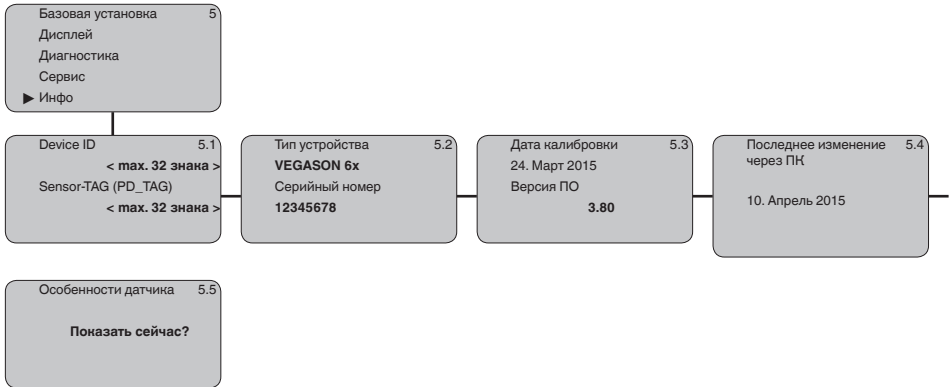 Базовая установка 5
Дисплей
Диагностика
Сервис
▶ Инфо
Device ID 5.1
< max. 32 знака >
Sensor-TAG (PD_TAG)
< max. 32 знака >
Тип устройства 5.2
VEGASON 6x
Серийный номер
12345678
Дата калибровки 5.3
24. Март 2015
Версия ПО
3.80
Последнее изменение 5.4
через ПК
10. Апрель 2015
Особенности датчика 5.5
Показать сейчас?